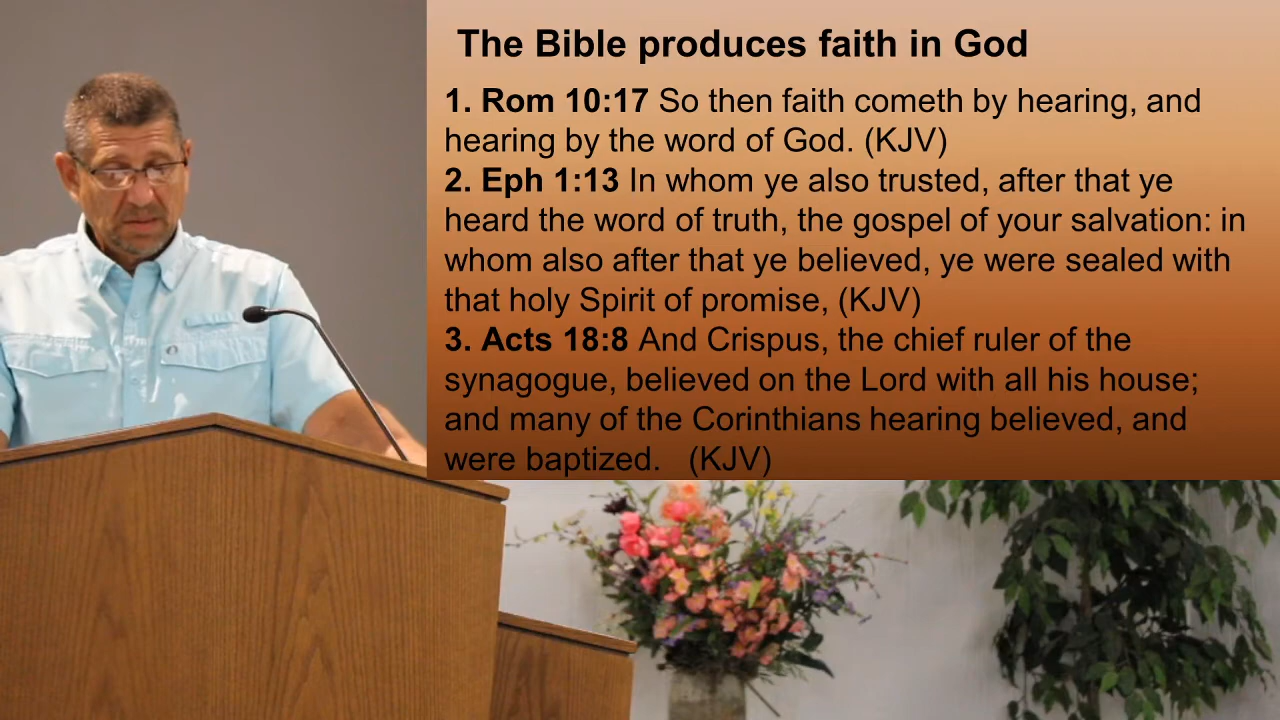 The Bible produces faith in God
1. Rom 10:17 So then faith cometh by hearing, and
hearing by the word of God. (KJV)
2. Eph 1:13 In whom ye also trusted, after that ye
heard the word of truth, the gospel of your salvation: in
whom also after that ye believed, ye were sealed with
that holy Spirit of promise, (KJV)
3. Acts 18:8 And Crispus, the chief ruler of the
synagogue, believed on the Lord with all his house;
and many of the Corinthians hearing believed, and
were baptized.   (KJV)